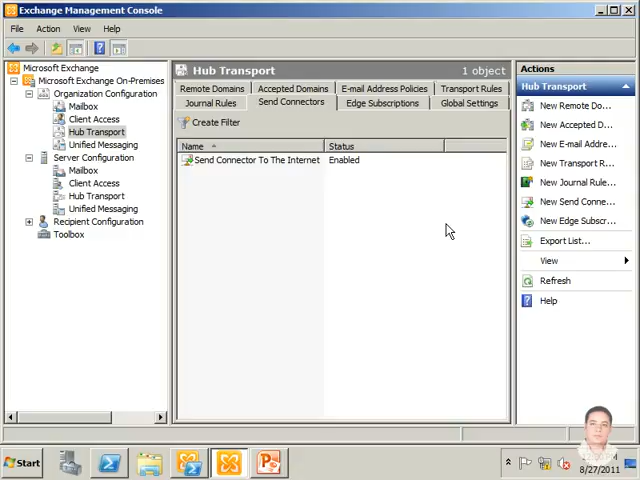 Exchange Management Console
File Action View Help
Microsoft Exchange
Microsoft Exchange On-Premises
Organization Configuration
Mailbox
Client Access
Hub Transport
Unified Messaging
Server Configuration
Mailbox
Client Access
Hub Transport
Unified Messaging
Recipient Configuration
Toolbox
Hub Transport 1 object
Remote Domains Accepted Domains E-mail Address Policies Transport Rules
Journal Rules Send Connectors Edge Subscriptions Global Settings
Create Filter
Name Status
Send Connector To The Internet Enabled
Actions
Hub Transport
New Remote Do...
New Accepted D...
New E-mail Addre...
New Transport R...
New Journal Rule...
New Send Conne...
New Edge Subscr...
Export List...
View
Refresh
Help
Start
8/27/2011